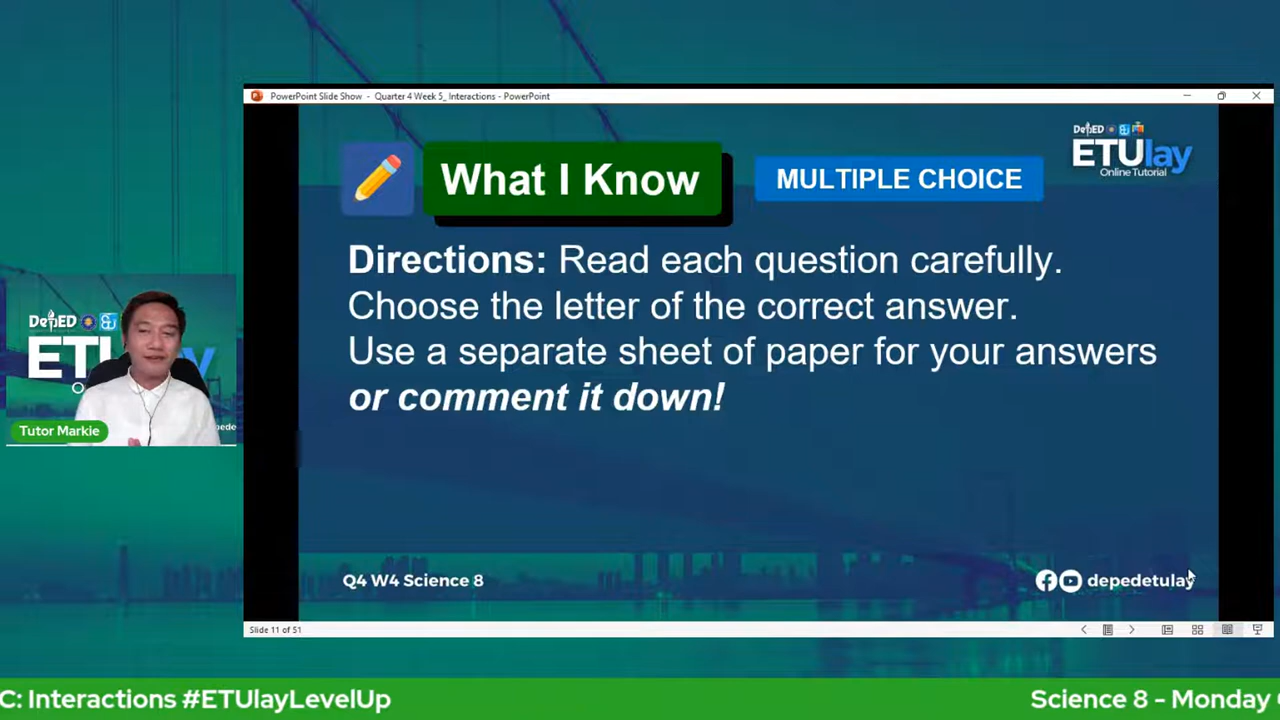 PowerPoint Slide Show - Quarter 4 Week 5_ Interactions - PowerPoint
What I Know
MULTIPLE CHOICE
DepED
ETUlay
Online Tutorial
Directions: Read each question carefully.
Choose the letter of the correct answer.
Use a separate sheet of paper for your answers
or comment it down!
DepED
Tutor Markie
Q4 W4 Science 8
depedetulay
Slide 11 of 51
C: Interactions #ETUlayLevelUp
Science 8 - Monday